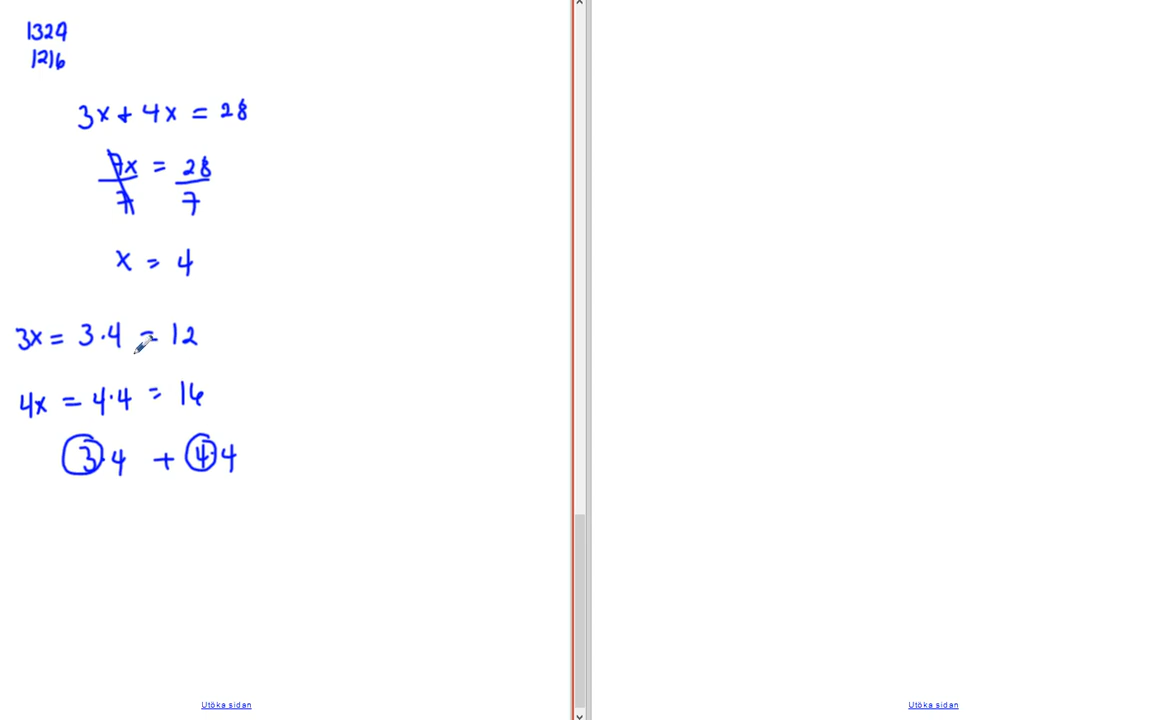 1329
1216
3x + 4x = 28
7x = 28
7 7
x = 4
3x = 3·4 = 12
4x = 4·4 = 16
3·4 + 4·4
Utöka sidan
Utöka sidan